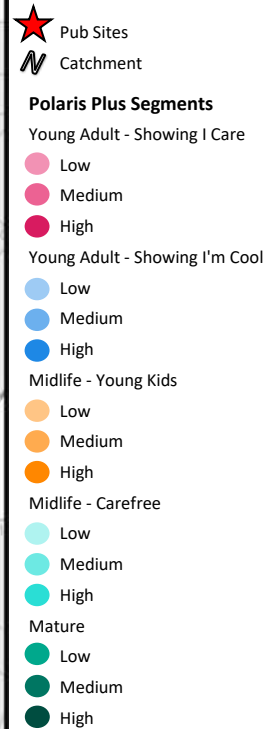 Pub Sites
Catchment
Polaris Plus Segments
Young Adult - Showing I Care
Low
Medium
High
Young Adult - Showing I'm Cool
Low
Medium
High
Midlife - Young Kids
Low
Medium
High
Midlife - Carefree
Low
Medium
High
Mature
Low
Medium
High